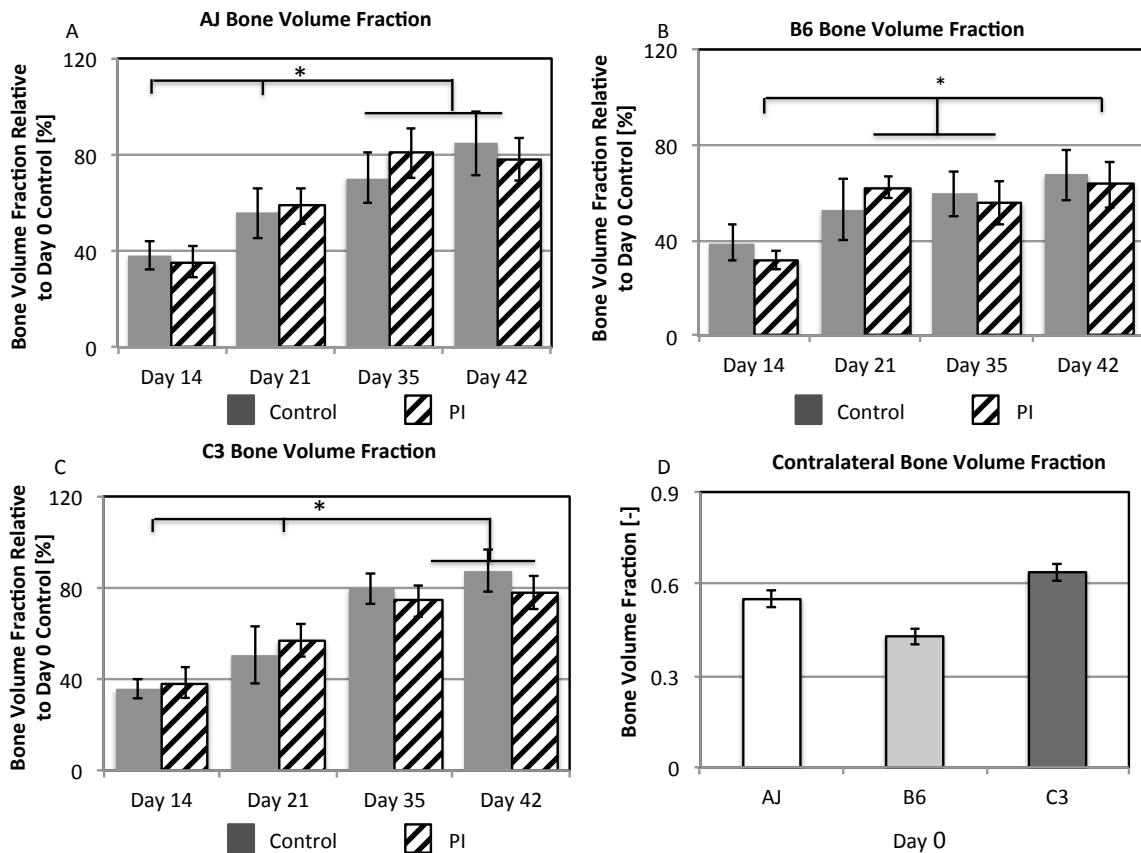 A
AJ Bone Volume Fraction
Bone Volume Fraction Relative
to Day 0 Control [%]
120
80
40
0
*
Day 14 Day 21 Day 35 Day 42
Control PI
B
B6 Bone Volume Fraction
Bone Volume Fraction Relative
to Day 0 Control [%]
120
80
40
0
*
Day 14 Day 21 Day 35 Day 42
Control PI
C
C3 Bone Volume Fraction
Bone Volume Fraction Relative
to Day 0 Control [%]
120
80
40
0
*
Day 14 Day 21 Day 35 Day 42
Control PI
D
Contralateral Bone Volume Fraction
Bone Volume Fraction [-]
0.9
0.6
0.3
0
AJ B6 C3
Day 0